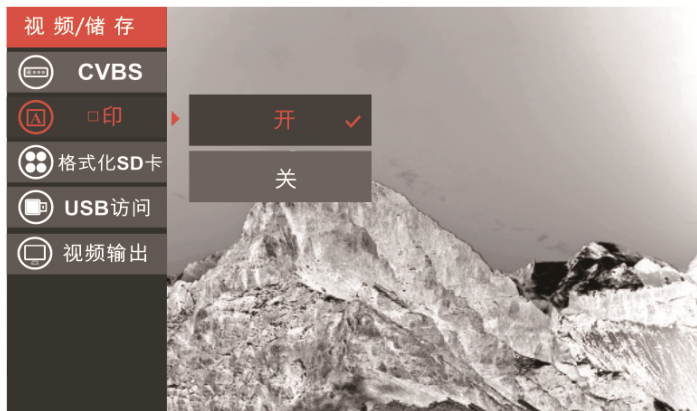 视 频/储 存
CVBS
□印
开
关
格式化SD卡
USB访问
视频输出